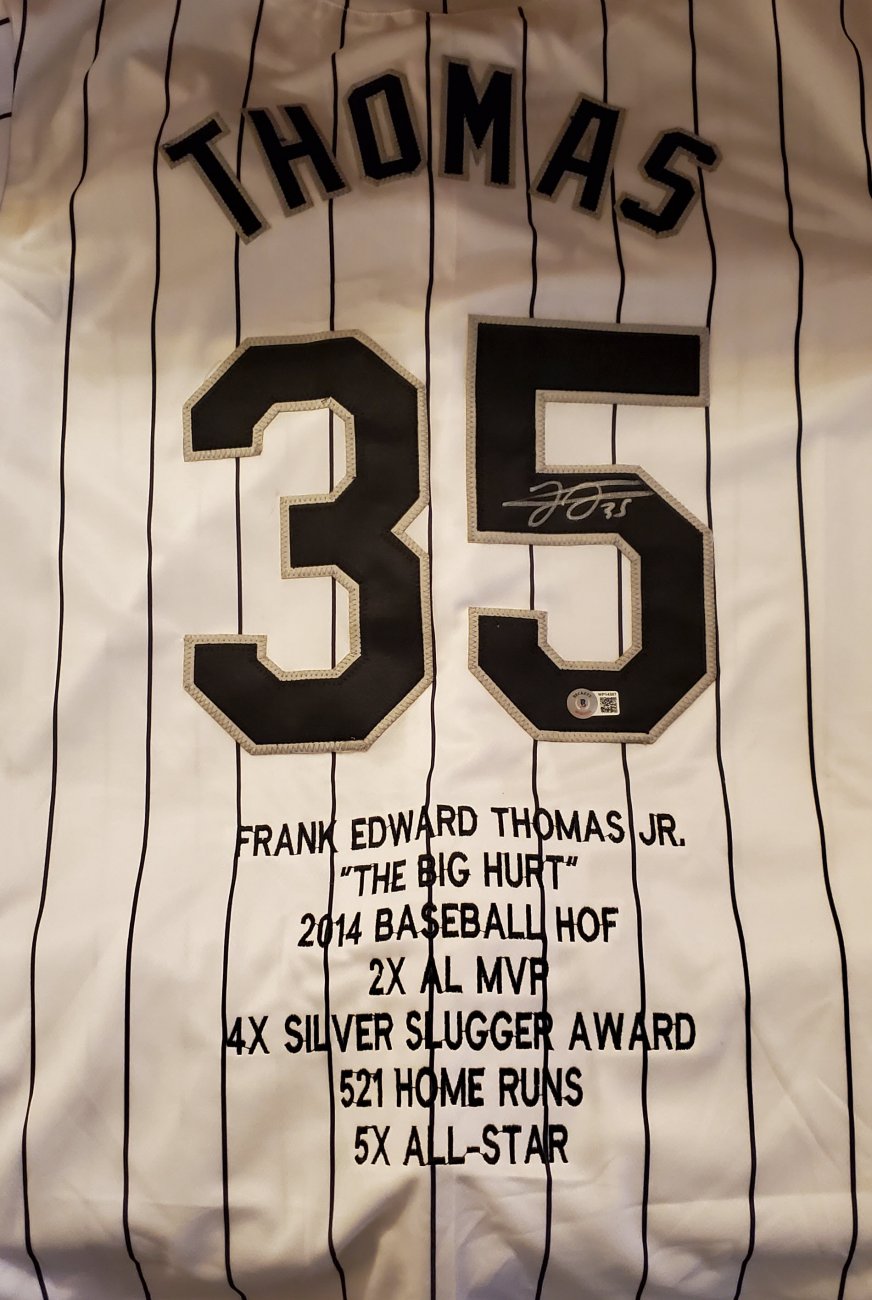 THOMAS
35
35
FRANK EDWARD THOMAS JR.
"THE BIG HURT"
2014 BASEBALL HOF
2X AL MVP
4X SILVER SLUGGER AWARD
521 HOME RUNS
5X ALL-STAR